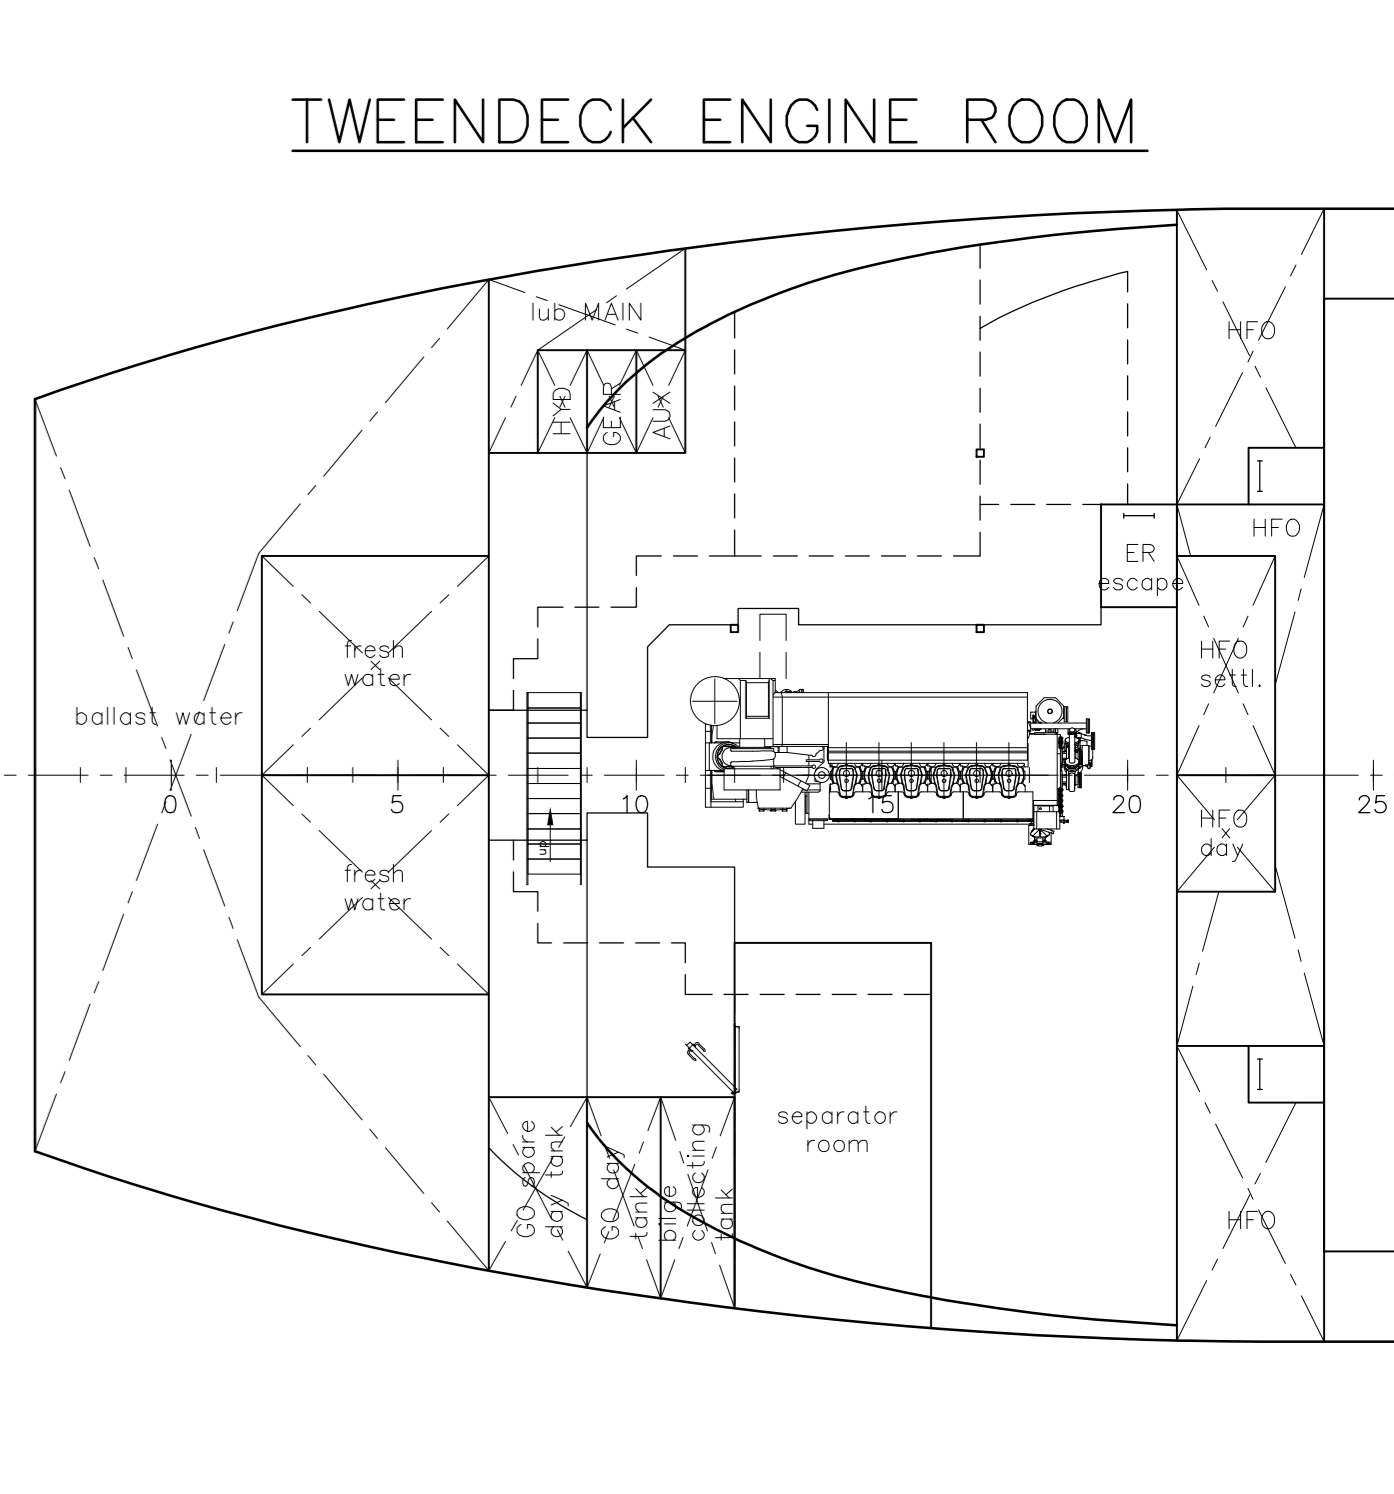 TWEENDECK ENGINE ROOM
lub MAIN
HFO
HYD
GEAR
AUX
HFO
ER
escape
fresh
water
HFO
settl.
ballast water
0
5
10
15
20
25
HFO
day
up
fresh
water
separator
room
GO spare
day tank
GO day
tank
bilge
collecting
tank
HFO